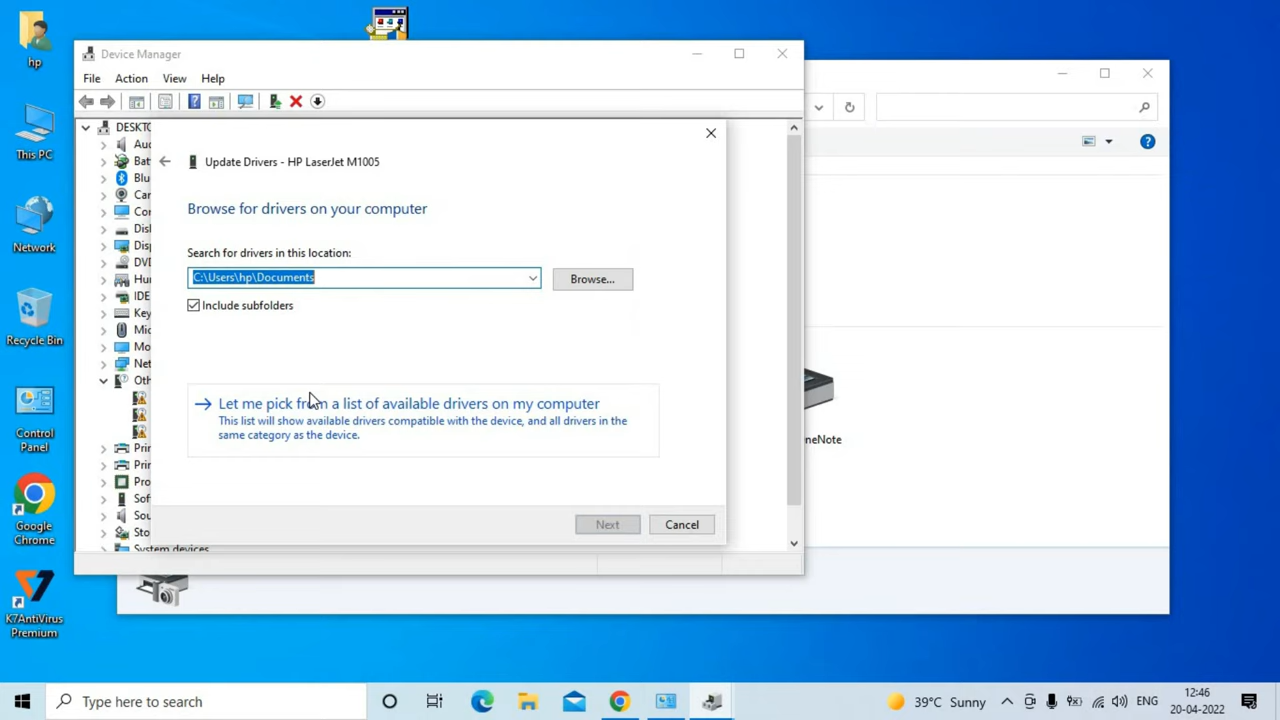 hp
This PC
Network
Recycle Bin
Control
Panel
Google
Chrome
K7AntiVirus
Premium
Device Manager
File Action View Help
DESKTO
Aud
Batt
Blu
Can
Cor
Disk
Disp
DVD
Hum
IDE
Key
Mic
Mo
Net
Oth
Prin
Prin
Pro
Soft
Sou
Sto
System devices
Update Drivers - HP LaserJet M1005
Browse for drivers on your computer
Search for drivers in this location:
C:\Users\hp\Documents
Browse...
Include subfolders
Let me pick from a list of available drivers on my computer
This list will show available drivers compatible with the device, and all drivers in the
same category as the device.
Next Cancel
neNote
Type here to search
39°C Sunny
ENG
12:46
20-04-2022